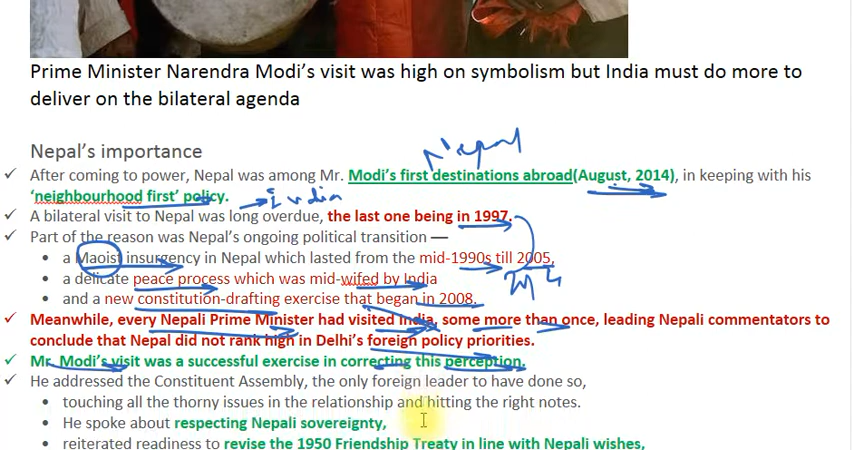 Prime Minister Narendra Modi's visit was high on symbolism but India must do more to
deliver on the bilateral agenda
Nepal
Nepal's importance
✓ After coming to power, Nepal was among Mr. Modi's first destinations abroad(August, 2014), in keeping with his
'neighbourhood first' policy. → India
✓ A bilateral visit to Nepal was long overdue, the last one being in 1997.
✓ Part of the reason was Nepal's ongoing political transition —
• a Maoist insurgency in Nepal which lasted from the mid-1990s till 2005,
• a delicate peace process which was mid-wifed by India
• and a new constitution-drafting exercise that began in 2008.
✓ Meanwhile, every Nepali Prime Minister had visited India, some more than once, leading Nepali commentators to
conclude that Nepal did not rank high in Delhi's foreign policy priorities.
✓ Mr. Modi's visit was a successful exercise in correcting this perception.
✓ He addressed the Constituent Assembly, the only foreign leader to have done so,
• touching all the thorny issues in the relationship and hitting the right notes.
• He spoke about respecting Nepali sovereignty,
• reiterated readiness to revise the 1950 Friendship Treaty in line with Nepali wishes,